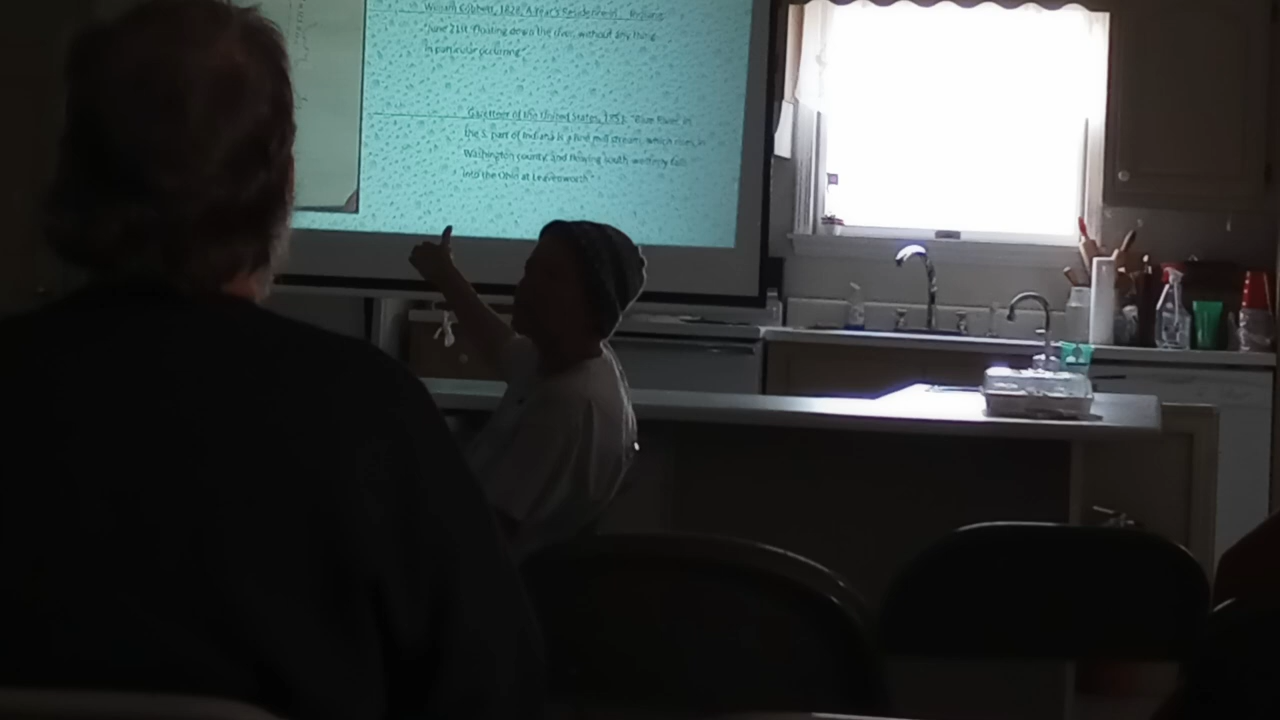 William Cobbett, 1828, A Year's Residence
"June 21st. Floating down the river, without any thing
in particular occurring"
Gazetteer of the United States, "Blue River" in
the S. part of Indiana is a fine mill stream, which rises in
Washington county, and flowing south westerly falls
into the Ohio at Leavenworth"